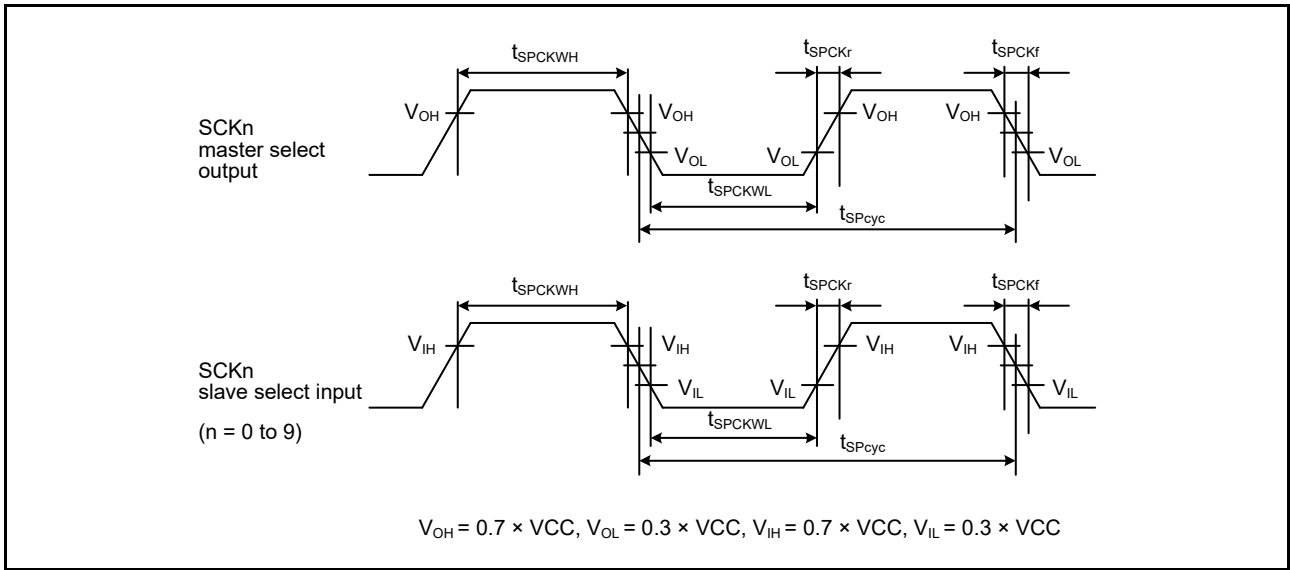 tSPCKWH
tSPCKr
tSPCKf
VOH
VOH
VOH
VOH
SCKn
master select
output
VOL
VOL
VOL
tSPCKWL
tSPcyc
tSPCKWH
tSPCKr
tSPCKf
VIH
VIH
VIH
VIH
SCKn
slave select input
VIL
VIL
VIL
(n = 0 to 9)
tSPCKWL
tSPcyc
VOH = 0.7 × VCC, VOL = 0.3 × VCC, VIH = 0.7 × VCC, VIL = 0.3 × VCC